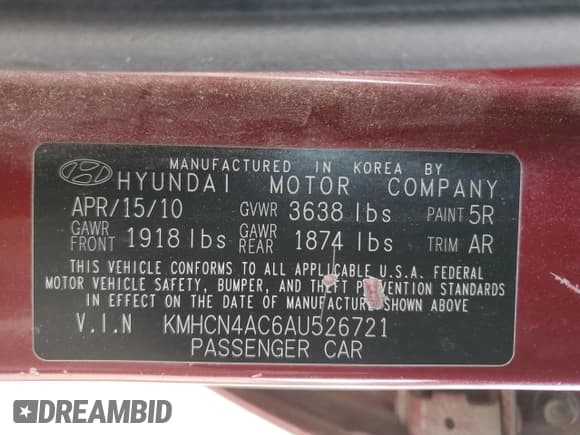 MANUFACTURED IN KOREA BY
HYUNDAI MOTOR COMPANY
APR/15/10 GVWR 3638 lbs PAINT 5R
GAWR FRONT 1918 lbs GAWR REAR 1874 lbs TRIM AR
THIS VEHICLE CONFORMS TO ALL APPLICABLE U.S.A. FEDERAL
MOTOR VEHICLE SAFETY, BUMPER, AND THEFT PREVENTION STANDARDS
IN EFFECT ON THE DATE OF MANUFACTURE SHOWN ABOVE.
V.I.N KMHCN4AC6AU526721
PASSENGER CAR
DREAMBID